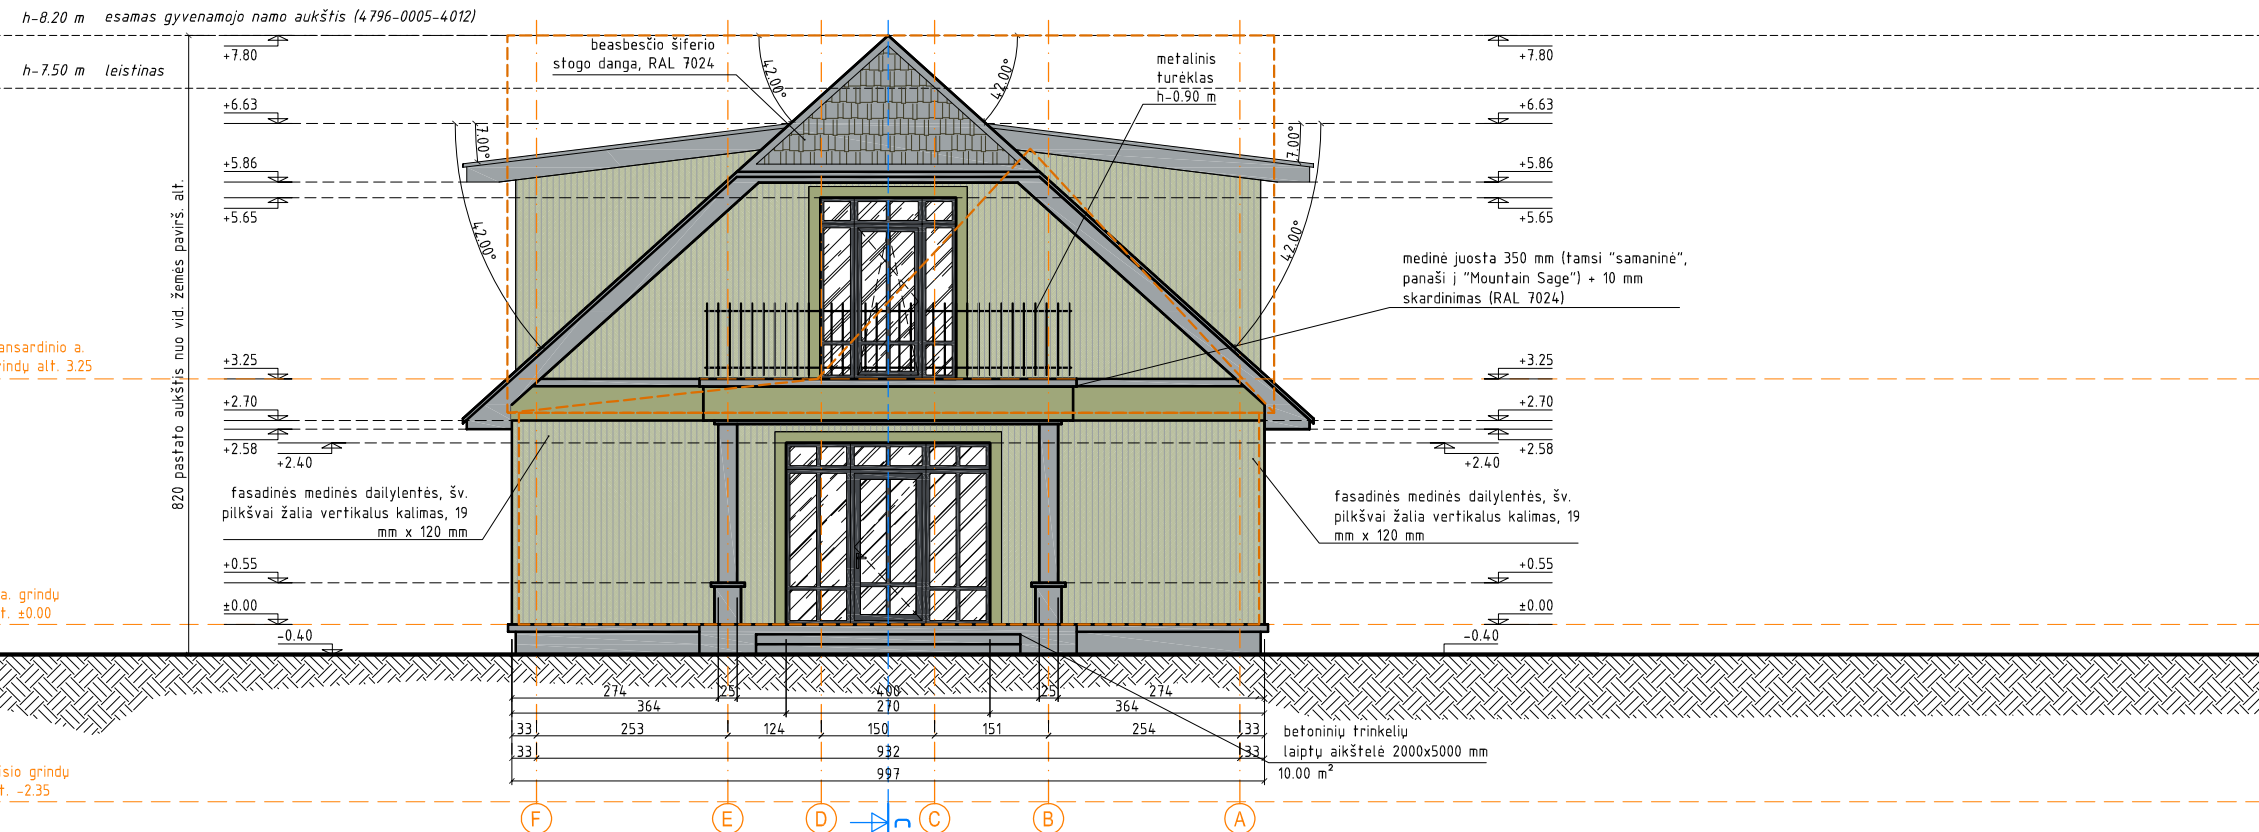 h-8.20 m esamas gyvenamojo namo aukštis (4796-0005-4012)
+7.80
h-7.50 m leistinas
+6.63
+5.86
+5.65
820 pastato aukštis nuo vid. žemės pavirš. alt.
ansardinio a.
alt. 3.25
+3.25
+2.70
+2.58
+2.40
fasadinės medinės dailylentės, šv.
pilkšvai žalia vertikalus kalimas, 19
mm x 120 mm
+0.55
a. grindų
t. ±0.00
±0.00
-0.40
grindų
t. -2.35
beasbesčio šiferio
stogo danga, RAL 7024
42.00°
42.00°
7.00°
42.00°
7.00°
42.00°
metalinis
turėklas
h-0.90 m
+7.80
+6.63
+5.86
+5.65
medinė juosta 350 mm (tamsi "samaninė",
panaši į "Mountain Sage") + 10 mm
skardinimas (RAL 7024)
+3.25
+2.70
+2.58
+2.40
fasadinės medinės dailylentės, šv.
pilkšvai žalia vertikalus kalimas, 19
mm x 120 mm
+0.55
±0.00
-0.40
274 25 400 25 274
364 270 364
33 253 124 150 151 254 33
33 932 33
997
betoninių trinkelių
laiptų aikštelė 2000x5000 mm
10.00 m²
F E D C B A